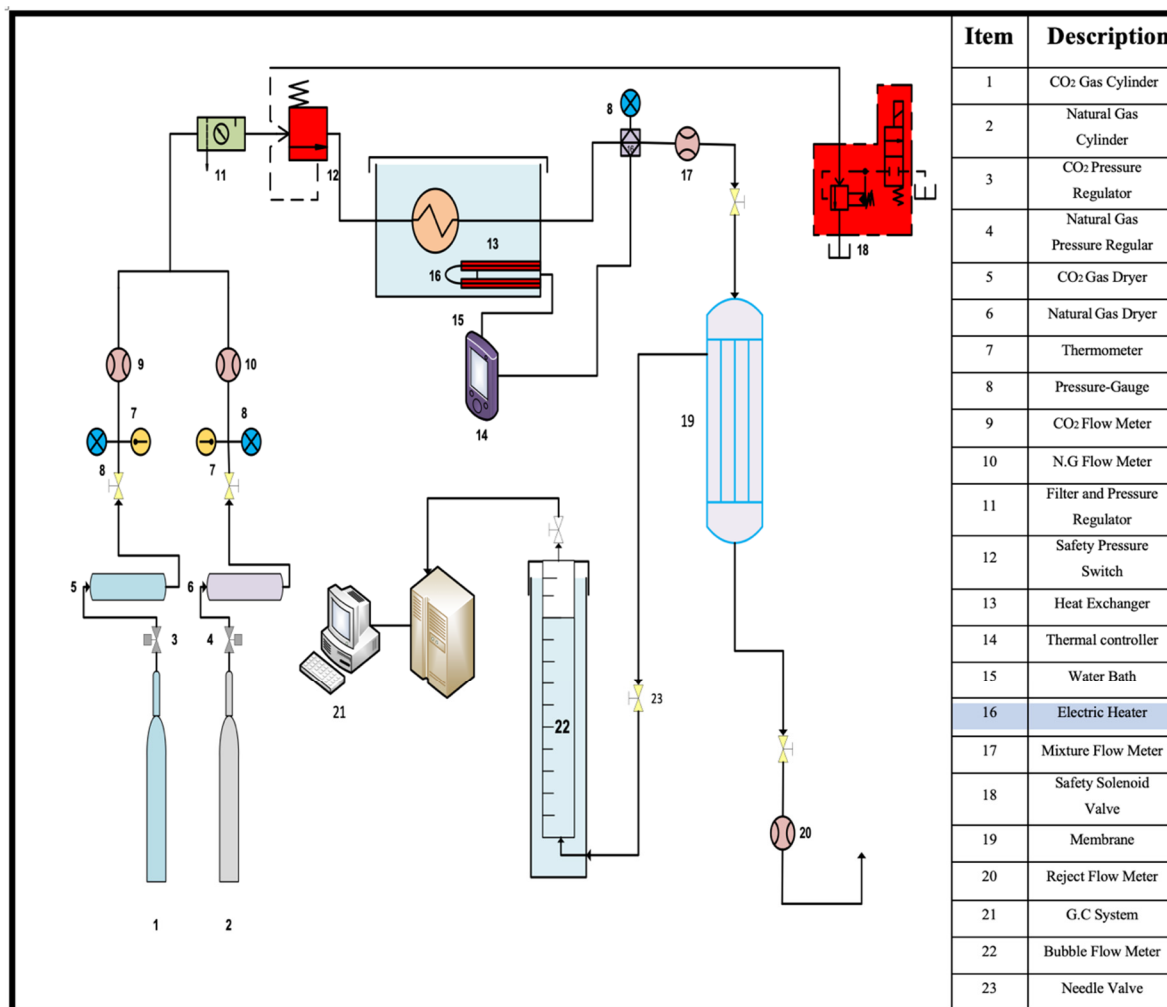 Item Description
1 CO2 Gas Cylinder
2 Natural Gas
Cylinder
3 CO2 Pressure
Regulator
4 Natural Gas
Pressure Regular
5 CO2 Gas Dryer
6 Natural Gas Dryer
7 Thermometer
8 Pressure-Gauge
9 CO2 Flow Meter
10 N.G Flow Meter
11 Filter and Pressure
Regulator
12 Safety Pressure
Switch
13 Heat Exchanger
14 Thermal controller
15 Water Bath
16 Electric Heater
17 Mixture Flow Meter
18 Safety Solenoid
Valve
19 Membrane
20 Reject Flow Meter
21 G.C System
22 Bubble Flow Meter
23 Needle Valve
8
11
12
17
13
16
18
15
9
10
14
19
7
8
8
7
5
6
3
4
21
22
23
20
1
2